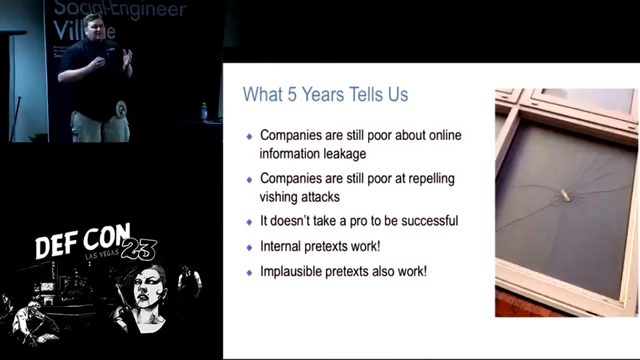 Social-Engineer
Village
DEF CON
23
LAS VEGAS
What 5 Years Tells Us
Companies are still poor about online
information leakage
Companies are still poor at repelling
vishing attacks
It doesn't take a pro to be successful
Internal pretexts work!
Implausible pretexts also work!